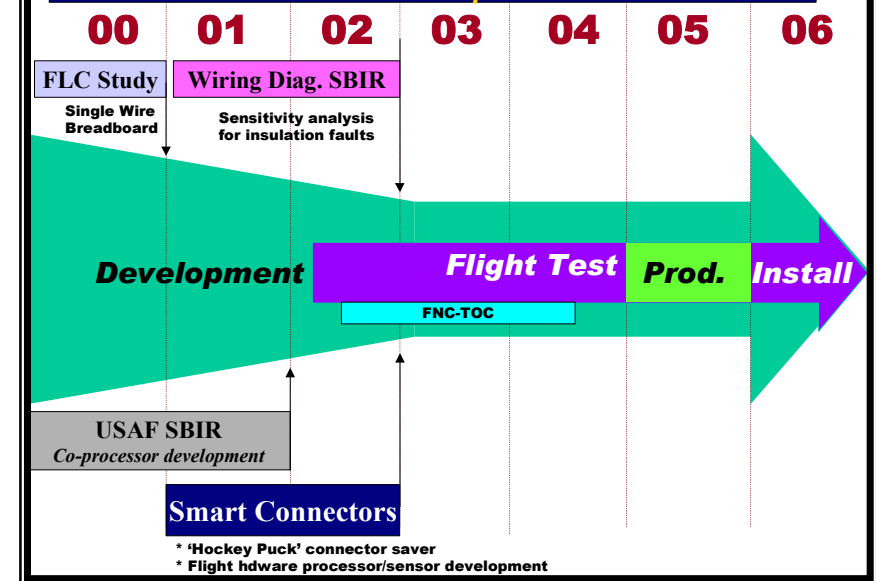 00 01 02 03 04 05 06
FLC Study
Wiring Diag. SBIR
Single Wire
Breadboard
Sensitivity analysis
for insulation faults
Development
Flight Test
Prod.
Install
FNC-TOC
USAF SBIR
Co-processor development
Smart Connectors
* ‘Hockey Puck’ connector saver
* Flight hdware processor/sensor development